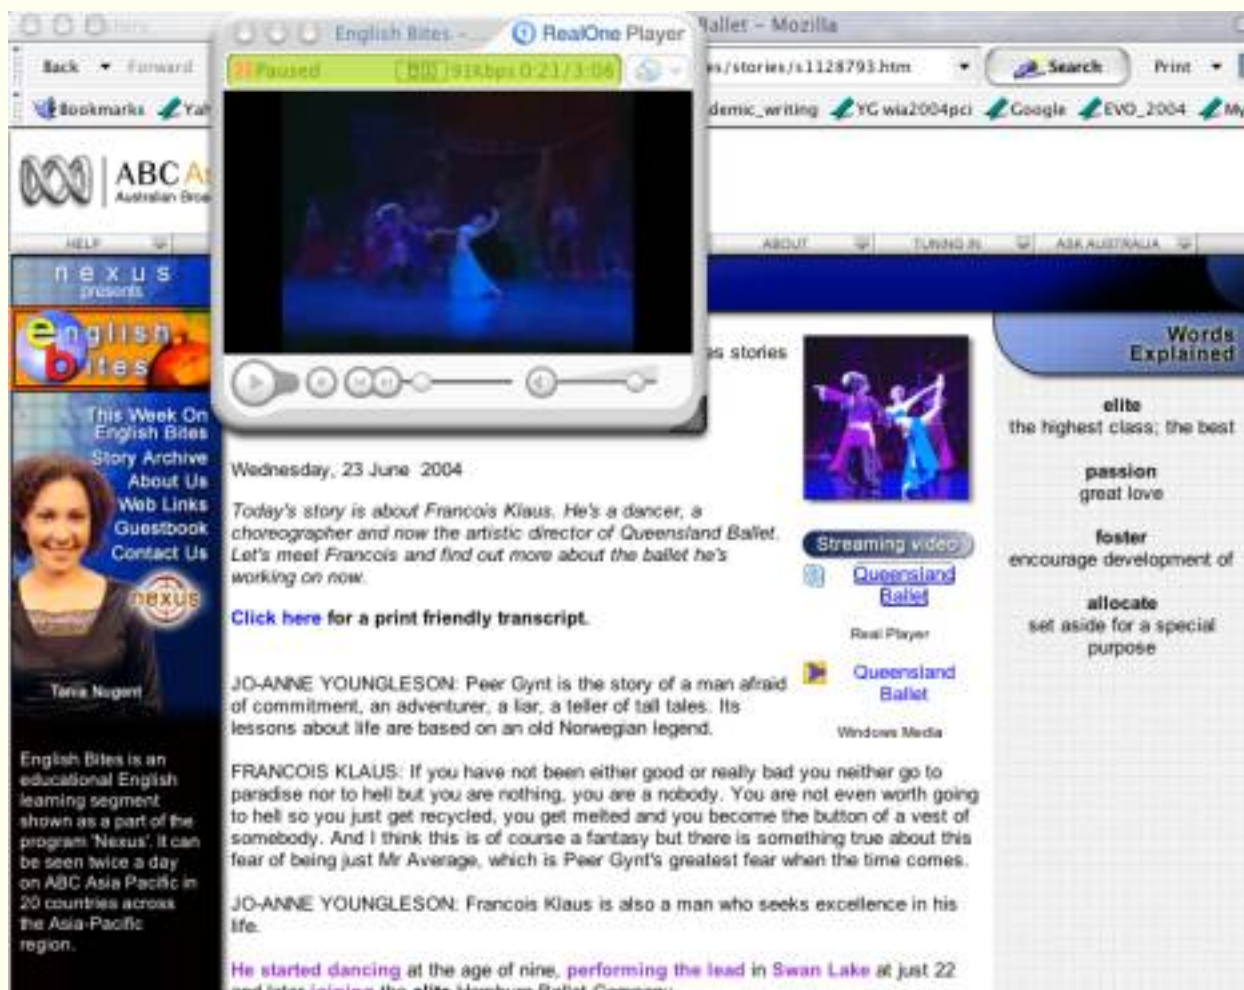 English Bites -...
RealOne Player
Ballet – Mozilla
Paused
91Kbps 0:21/3:06
Back
Forward
es/stories/s1128793.htm
Search
Print
Bookmarks
Yah
demic_writing
YG wia2004pci
Google
EVO_2004
My
ABC As
Australian Broa
HELP
ABOUT
TUNING IN
ASK AUSTRALIA
nexus
presents
english
bites
This Week On
English Bites
Story Archive
About Us
Web Links
Guestbook
Contact Us
nexus
Tania Nugent
English Bites is an
educational English
learning segment
shown as a part of the
program 'Nexus'. It can
be seen twice a day
on ABC Asia Pacific in
20 countries across
the Asia-Pacific
region.
es stories
Wednesday, 23 June 2004
Today's story is about Francois Klaus. He's a dancer, a
choreographer and now the artistic director of Queensland Ballet.
Let's meet Francois and find out more about the ballet he's
working on now.
Click here for a print friendly transcript.
JO-ANNE YOUNGLESON: Peer Gynt is the story of a man afraid
of commitment, an adventurer, a liar, a teller of tall tales. Its
lessons about life are based on an old Norwegian legend.
FRANCOIS KLAUS: If you have not been either good or really bad you neither go to
paradise nor to hell but you are nothing, you are a nobody. You are not even worth going
to hell so you just get recycled, you get melted and you become the button of a vest of
somebody. And I think this is of course a fantasy but there is something true about this
fear of being just Mr Average, which is Peer Gynt's greatest fear when the time comes.
JO-ANNE YOUNGLESON: Francois Klaus is also a man who seeks excellence in his
life.
He started dancing at the age of nine, performing the lead in Swan Lake at just 22
and later joining the elite Hamburg Ballet Company.
Streaming video
Queensland
Ballet
Real Player
Queensland
Ballet
Windows Media
Words
Explained
elite
the highest class; the best
passion
great love
foster
encourage development of
allocate
set aside for a special
purpose